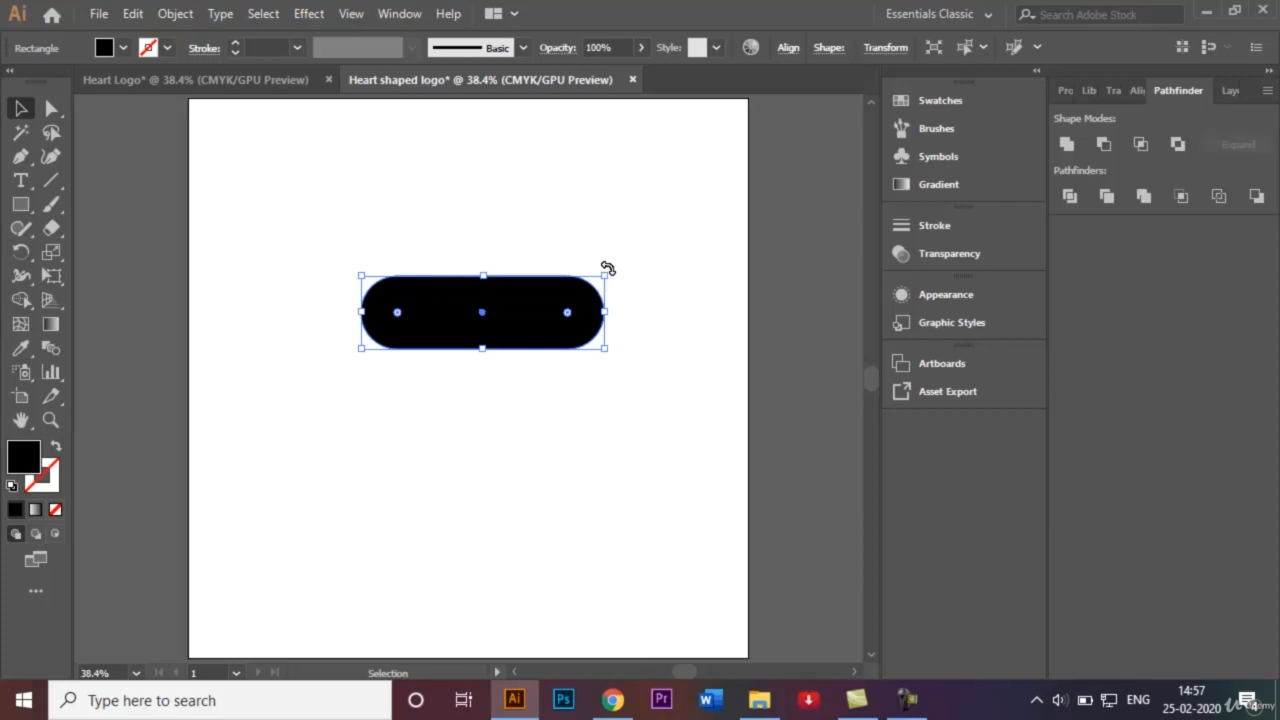 Ai File Edit Object Type Select Effect View Window Help Essentials Classic Search Adobe Stock
Rectangle Stroke: Basic Opacity: 100% Style: Align Shape: Transform
Heart Logo* @ 38.4% (CMYK/GPU Preview) × Heart shaped logo* @ 38.4% (CMYK/GPU Preview) ×
Pro Lib Tra Alig Pathfinder Laye
Swatches
Shape Modes:
Brushes
Expand
Symbols
Pathfinders:
Gradient
Stroke
Transparency
Appearance
Graphic Styles
Artboards
Asset Export
38.4% 1 Selection
Type here to search Ai Ps Pr W ENG 14:57
25-02-2020